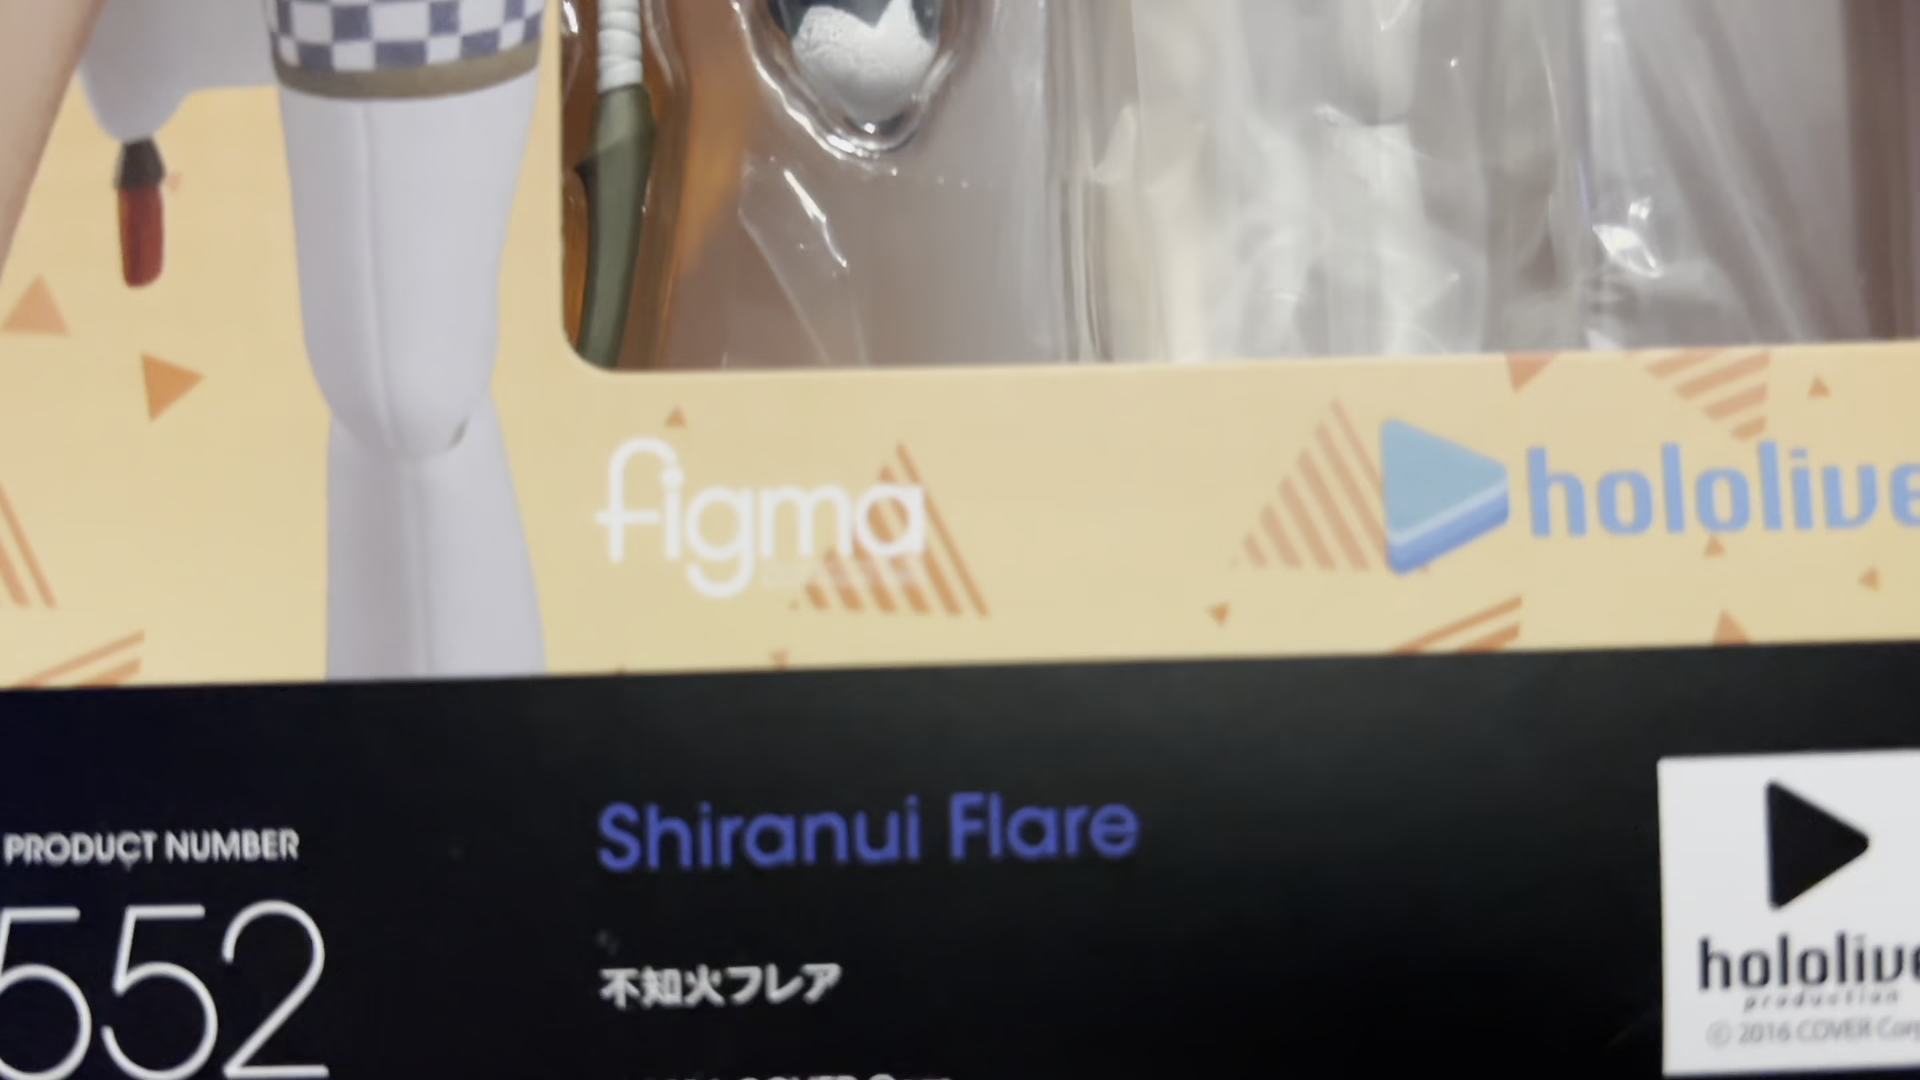 figma
hololive
PRODUCT NUMBER
552
Shiranui Flare
不知火フレア
hololive
production
© 2016 COVER Corp